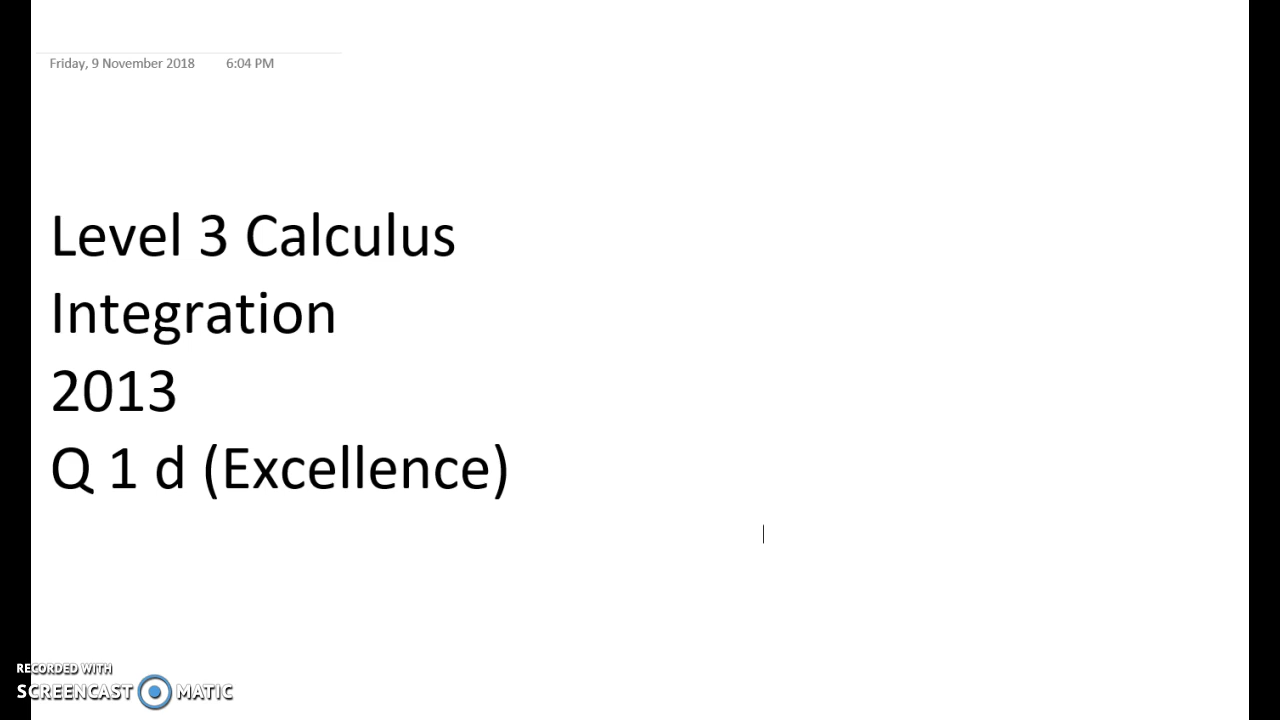 Friday, 9 November 2018 6:04 PM
Level 3 Calculus
Integration
2013
Q 1 d (Excellence)
RECORDED WITH
SCREENCAST MATIC